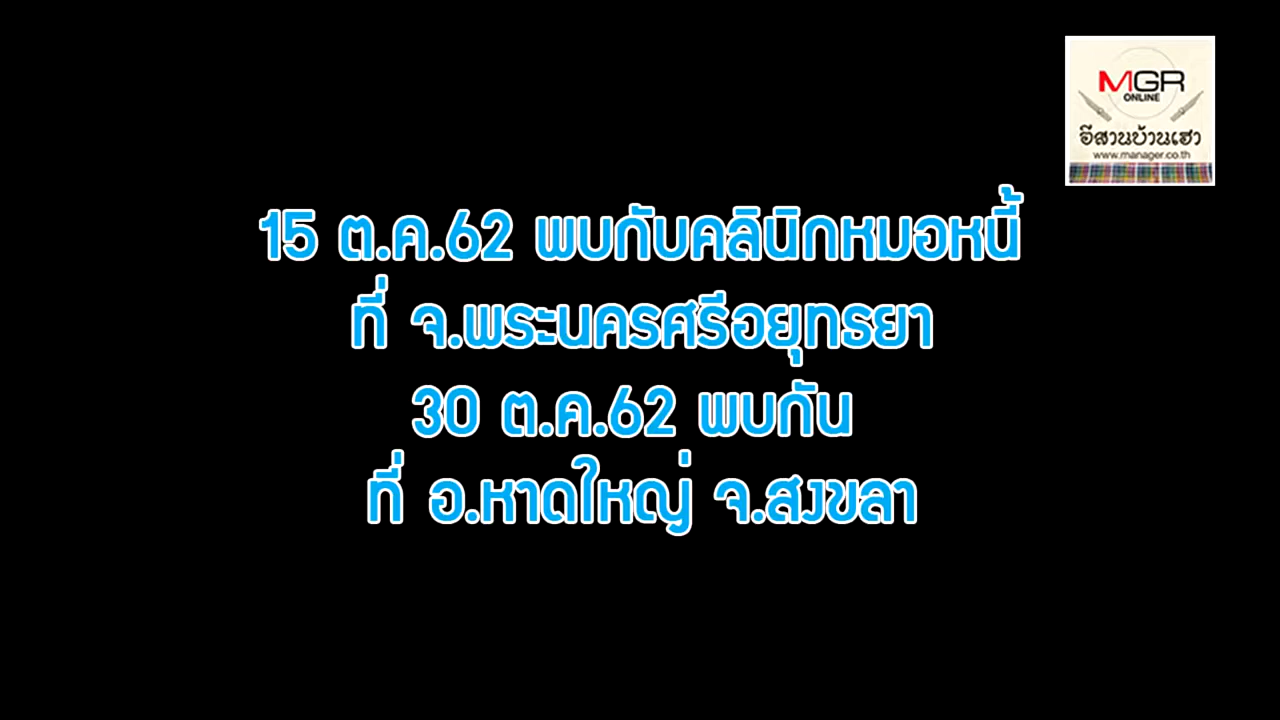 MGR
ONLINE
อีสานบ้านเฮา
www.manager.co.th
15 ต.ค.62 พบกับคลินิกหมอหนี้
ที่ จ.พระนครศรีอยุทธยา
30 ต.ค.62 พบกัน
ที่ อ.หาดใหญ่ จ.สงขลา